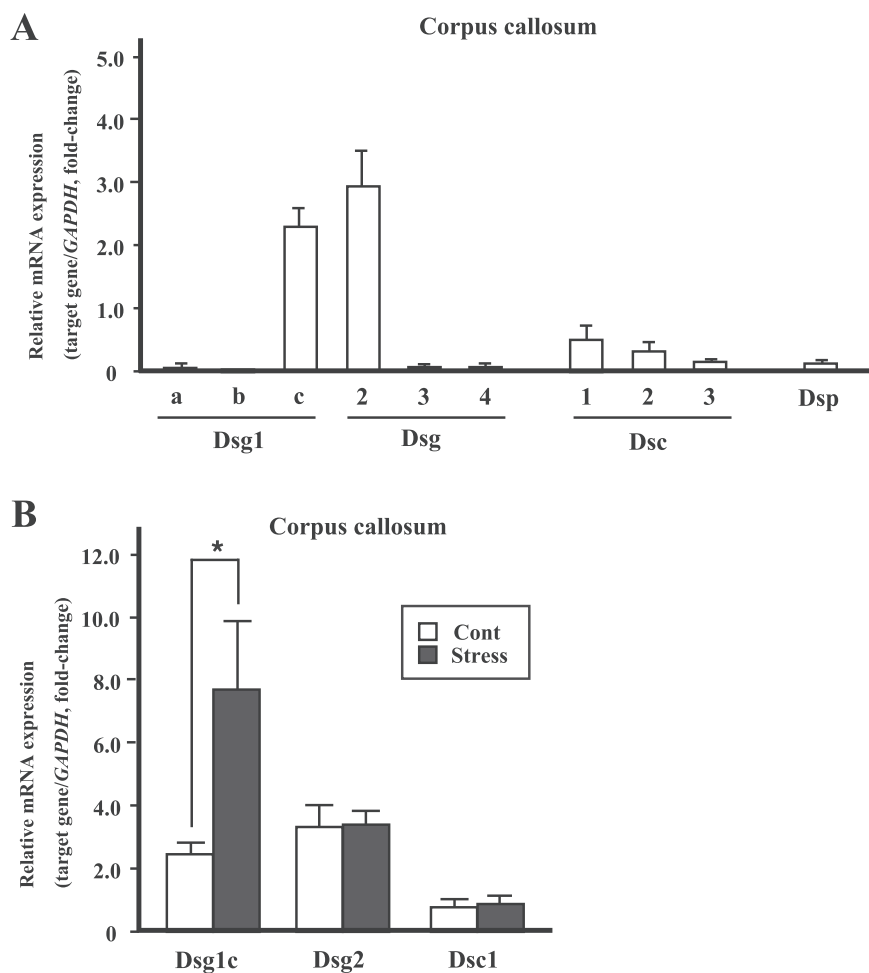 A
Corpus callosum
Relative mRNA expression
(target gene/GAPDH, fold-change)
5.0
4.0
3.0
2.0
1.0
0
a b c 2 3 4 1 2 3 Dsp
Dsg1 Dsg Dsc
B
Corpus callosum
Relative mRNA expression
(target gene/GAPDH, fold-change)
12.0
10.0
8.0
6.0
4.0
2.0
0
*
Cont
Stress
Dsg1c Dsg2 Dsc1